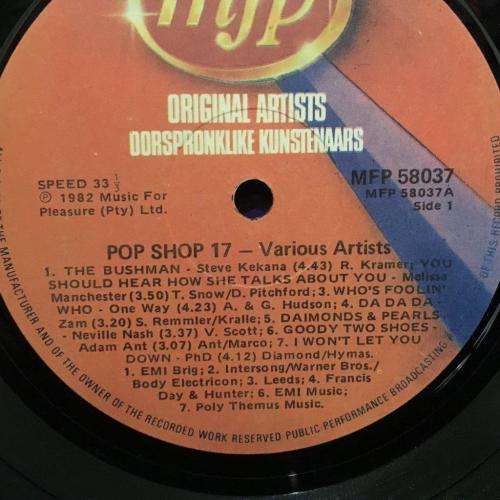 mfp
ORIGINAL ARTISTS
OORSPRONKLIKE KUNSTENAARS
SPEED 33 1/3
℗ 1982 Music For
Pleasure (Pty) Ltd.
MFP 58037
MFP 58037A
Side 1
POP SHOP 17 – Various Artists
1. THE BUSHMAN - Steve Kekana (4.43) R. Kramer; YOU
SHOULD HEAR HOW SHE TALKS ABOUT YOU - Melissa
Manchester (3.50) T. Snow/D. Pitchford; 3. WHO'S FOOLIN'
WHO - One Way (4.23) A. & G. Hudson; 4. DA DA DA -
Zam (3.20) S. Remmler/Kralle; 5. DAIMONDS & PEARLS
- Neville Nash (3.37) V. Scott; 6. GOODY TWO SHOES -
Adam Ant (3.07) Ant/Marco; 7. I WON'T LET YOU
DOWN - PhD (4.12) Diamond/Hymas.
1. EMI Brig; 2. Intersong/Warner Bros./
Body Electricon; 3. Leeds; 4. Francis
Day & Hunter; 6. EMI Music;
7. Poly Themus Music.
THE MANUFACTURER AND OF THE OWNER OF THE RECORDED WORK RESERVED PUBLIC PERFORMANCE BROADCASTING
OF THIS RECORD PROHIBITED